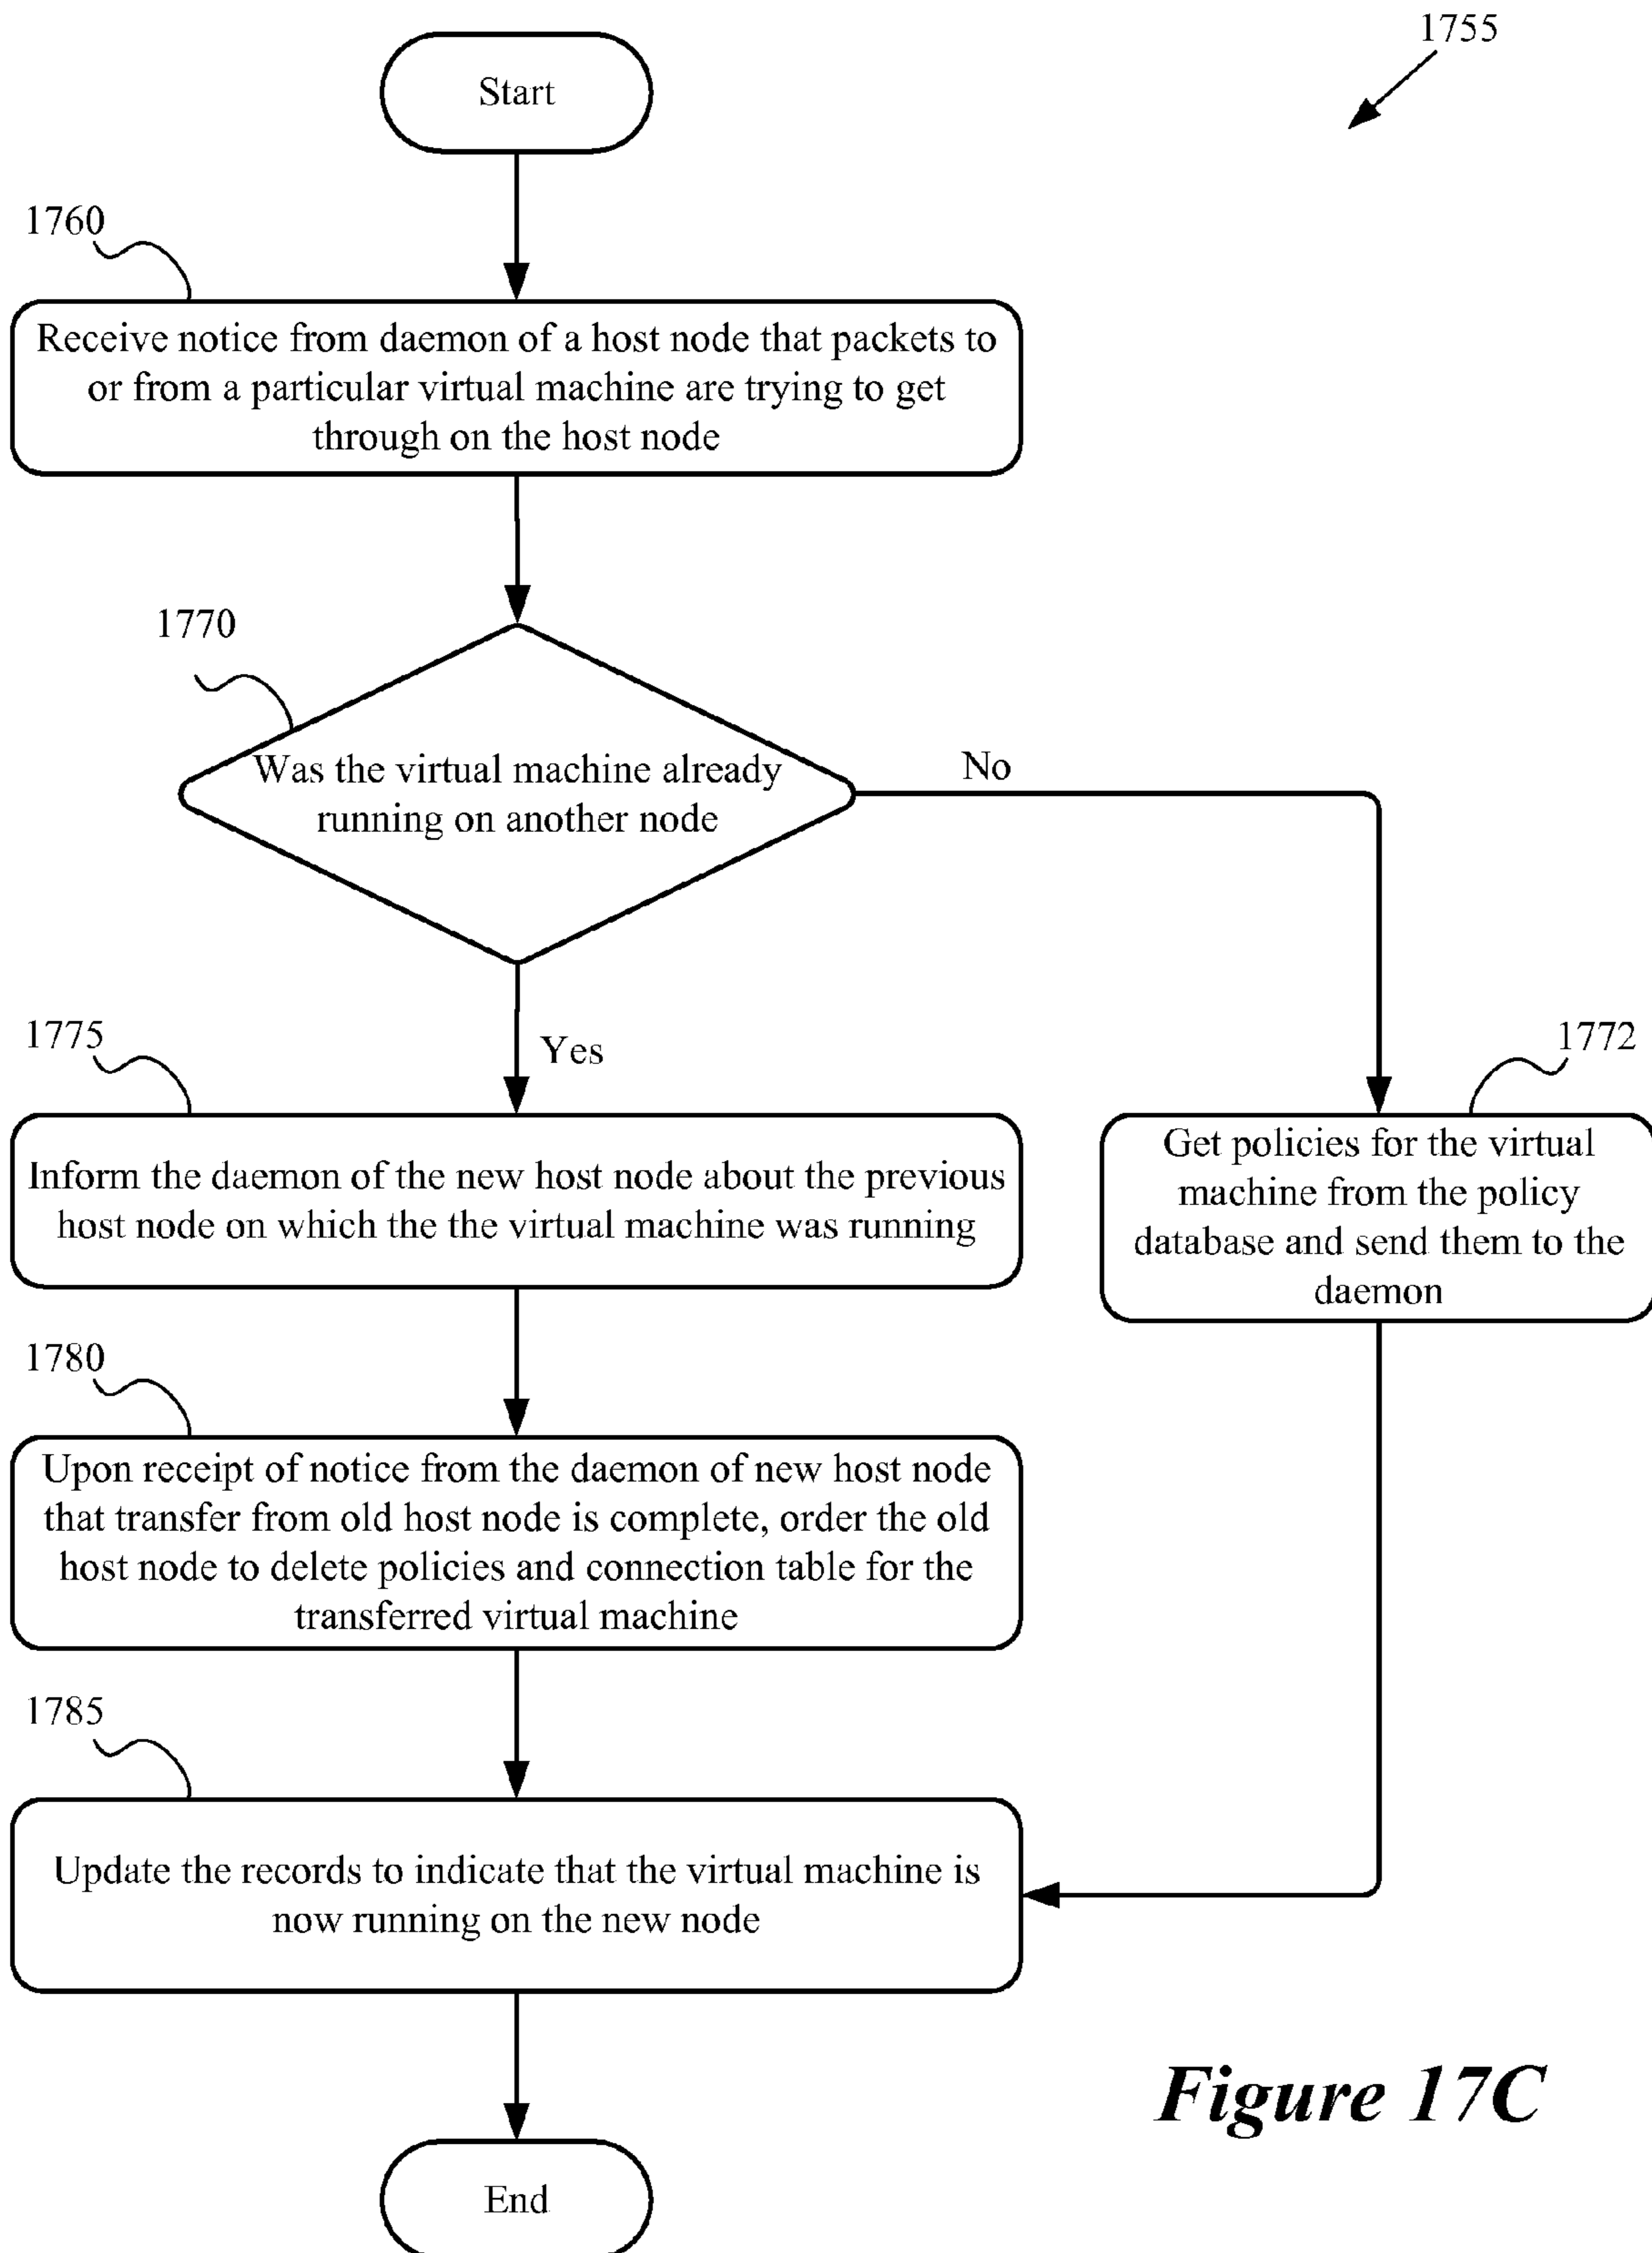 1755
Start
1760
Receive notice from daemon of a host node that packets to
or from a particular virtual machine are trying to get
through on the host node
1770
Was the virtual machine already
running on another node
No
Yes
1775
Inform the daemon of the new host node about the previous
host node on which the the virtual machine was running
1772
Get policies for the virtual
machine from the policy
database and send them to the
daemon
1780
Upon receipt of notice from the daemon of new host node
that transfer from old host node is complete, order the old
host node to delete policies and connection table for the
transferred virtual machine
1785
Update the records to indicate that the virtual machine is
now running on the new node
End
Figure 17C